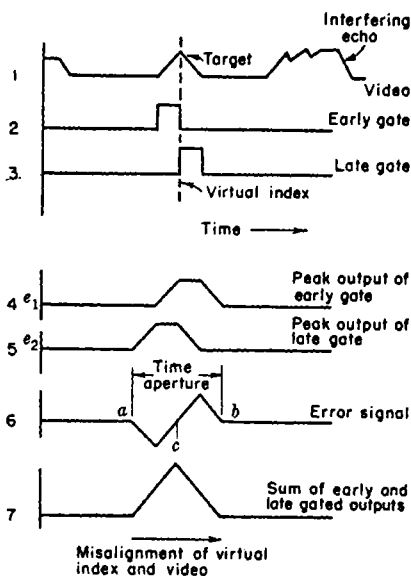 Interfering
echo
Target
1
Video
2
Early gate
3.
Late gate
Virtual index
Time
Peak output of
early gate
4 e1
Peak output of
late gate
5 e2
Time
aperture
a
b
6
Error signal
c
Sum of early and
late gated outputs
7
Misalignment of virtual
index and video